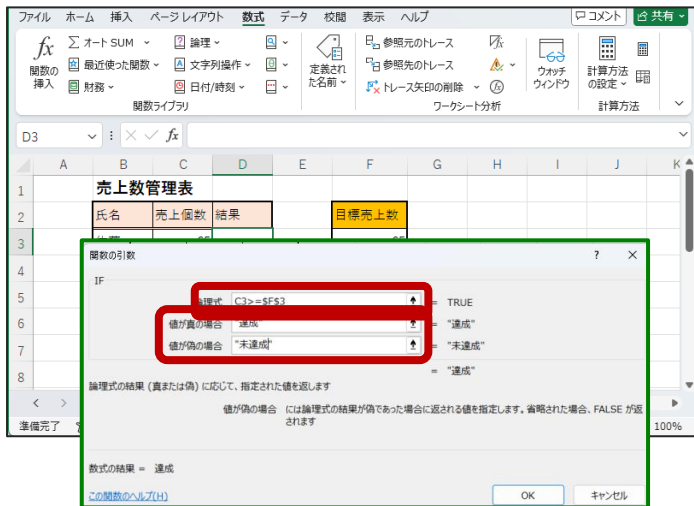 ファイル ホーム 挿入 ページ レイアウト 数式 データ 校閲 表示 ヘルプ コメント 共有
fx 関数の挿入
オート SUM 論理
最近使った関数 文字列操作
財務 日付/時刻
関数ライブラリ
定義された名前
参照元のトレース
参照先のトレース
トレース矢印の削除 fx
ウォッチ ウィンドウ
ワークシート分析
計算方法の設定
計算方法
D3 fx
A B C D E F G H I J K
1 売上数管理表
2 氏名 売上個数 結果 目標売上数
3
4
5
6
7
8
準備完了 100%
関数の引数 ? ×
IF
論理式 C3>=$F$3 = TRUE
値が真の場合 "達成" = "達成"
値が偽の場合 "未達成" = "未達成"
= "達成"
論理式の結果 (真または偽) に応じて、指定された値を返します
値が偽の場合 には論理式の結果が偽であった場合に返される値を指定します。省略された場合、FALSE が返
されます
数式の結果 = 達成
この関数のヘルプ(H) OK キャンセル